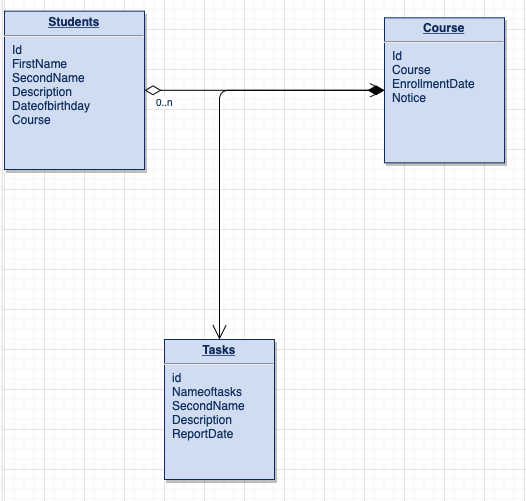 Students
Id
FirstName
SecondName
Description
Dateofbirthday
Course
0..n
Course
Id
Course
EnrollmentDate
Notice
Tasks
id
Nameoftasks
SecondName
Description
ReportDate